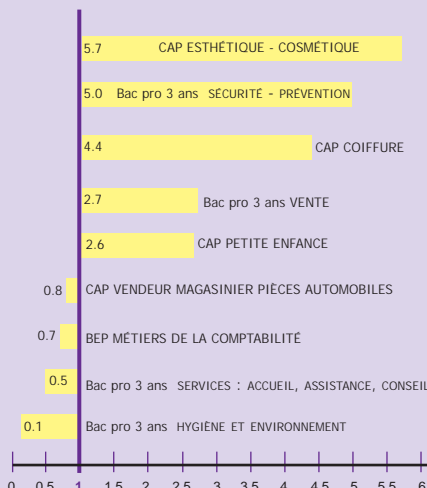 5.7 CAP ESTHÉTIQUE - COSMÉTIQUE
5.0 Bac pro 3 ans SÉCURITÉ - PRÉVENTION
4.4 CAP COIFFURE
2.7 Bac pro 3 ans VENTE
2.6 CAP PETITE ENFANCE
0.8 CAP VENDEUR MAGASINIER PIÈCES AUTOMOBILES
0.7 BEP MÉTIERS DE LA COMPTABILITÉ
0.5 Bac pro 3 ans SERVICES : ACCUEIL, ASSISTANCE, CONSEIL
0.1 Bac pro 3 ans HYGIÈNE ET ENVIRONNEMENT
0 0.5 1 1.5 2 2.5 3 3.5 4 4.5 5 5.5 6